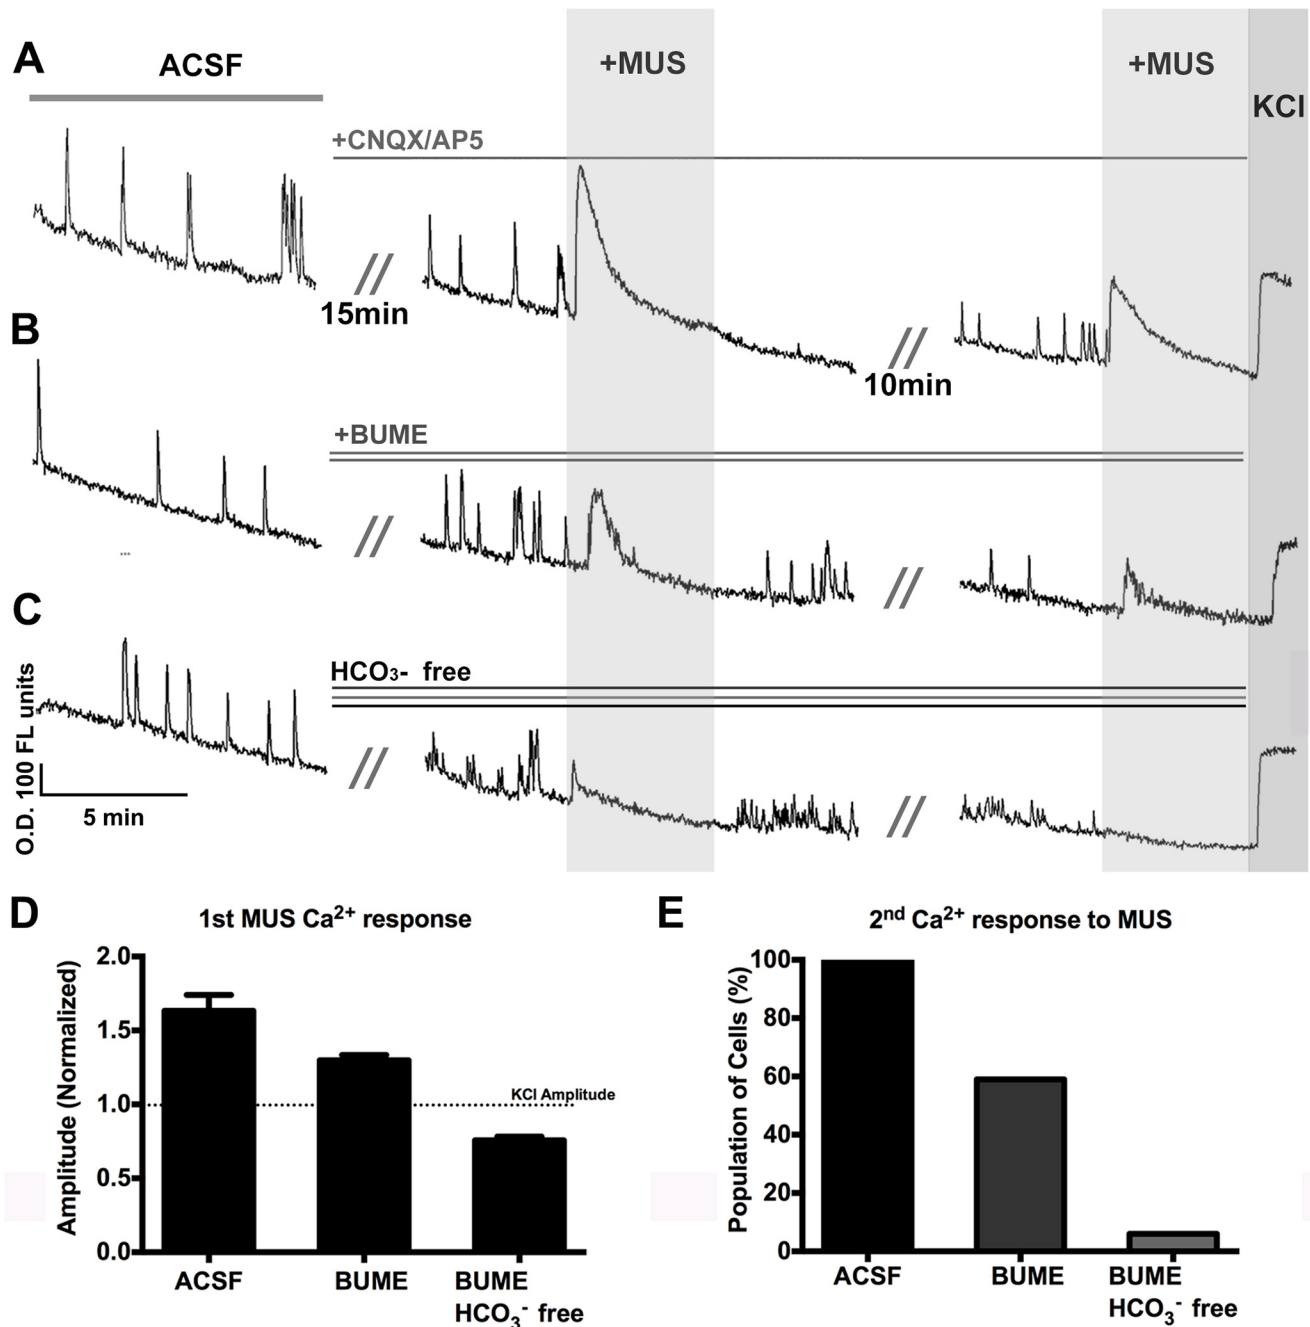 A
ACSF
+MUS
+MUS
KCl
+CNQX/AP5
15min
10min
B
+BUME
C
HCO₃- free
O.D. 100 FL units
5 min
D
1st MUS Ca²⁺ response
Amplitude (Normalized)
2.0
1.5
1.0
0.5
0.0
KCl Amplitude
ACSF
BUME
BUME
HCO₃⁻ free
E
2ⁿᵈ Ca²⁺ response to MUS
Population of Cells (%)
100
80
60
40
20
0
ACSF
BUME
BUME
HCO₃⁻ free